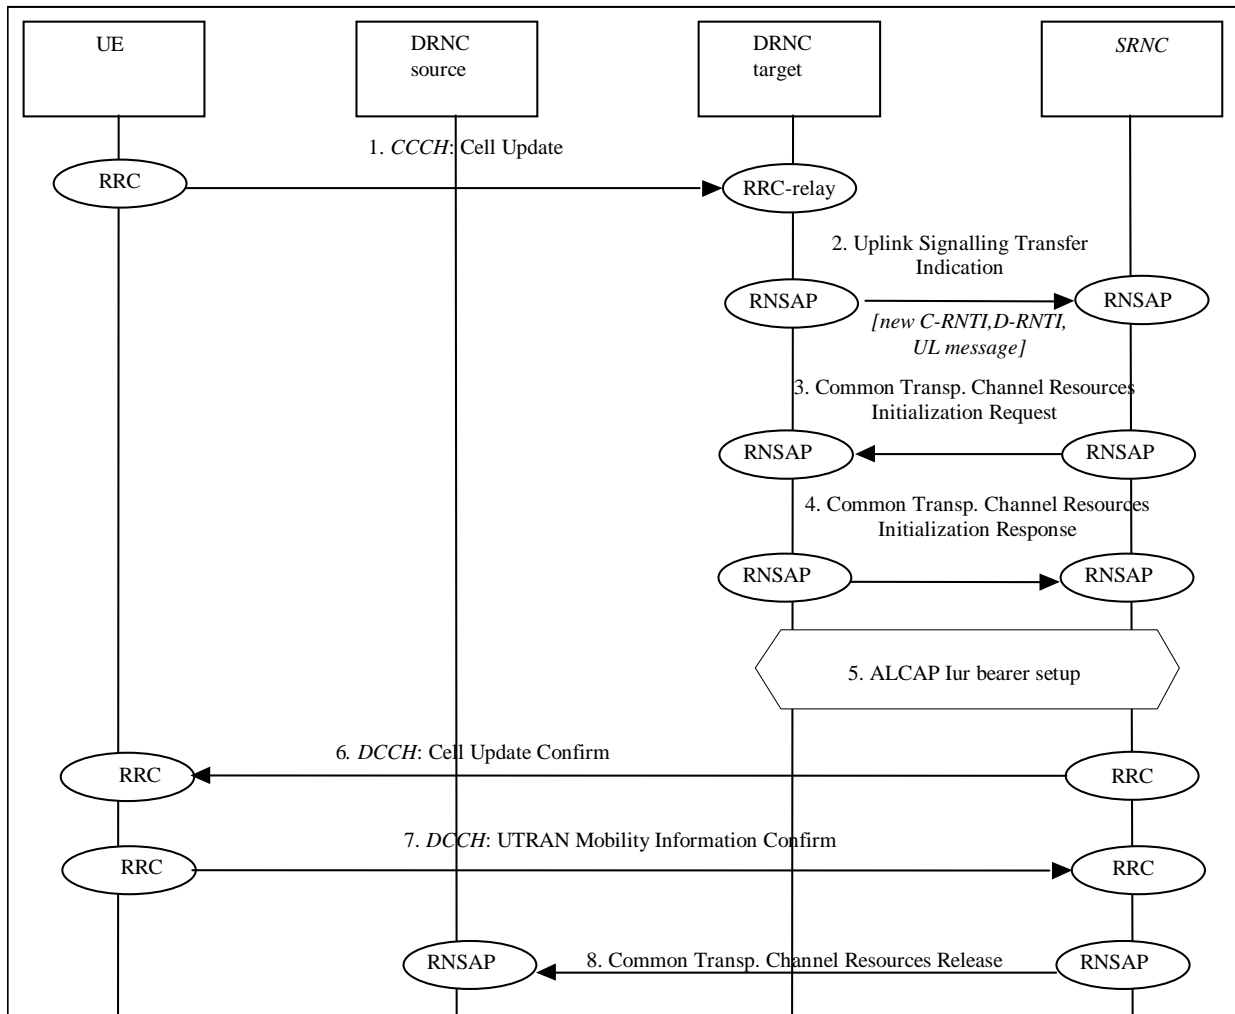 UE
DRNC
source
DRNC
target
SRNC
1. CCCH: Cell Update
RRC
RRC-relay
2. Uplink Signalling Transfer
Indication
RNSAP
RNSAP
[new C-RNTI,D-RNTI,
UL message]
3. Common Transp. Channel Resources
Initialization Request
RNSAP
RNSAP
4. Common Transp. Channel Resources
Initialization Response
RNSAP
RNSAP
5. ALCAP Iur bearer setup
6. DCCH: Cell Update Confirm
RRC
RRC
7. DCCH: UTRAN Mobility Information Confirm
RRC
RRC
8. Common Transp. Channel Resources Release
RNSAP
RNSAP